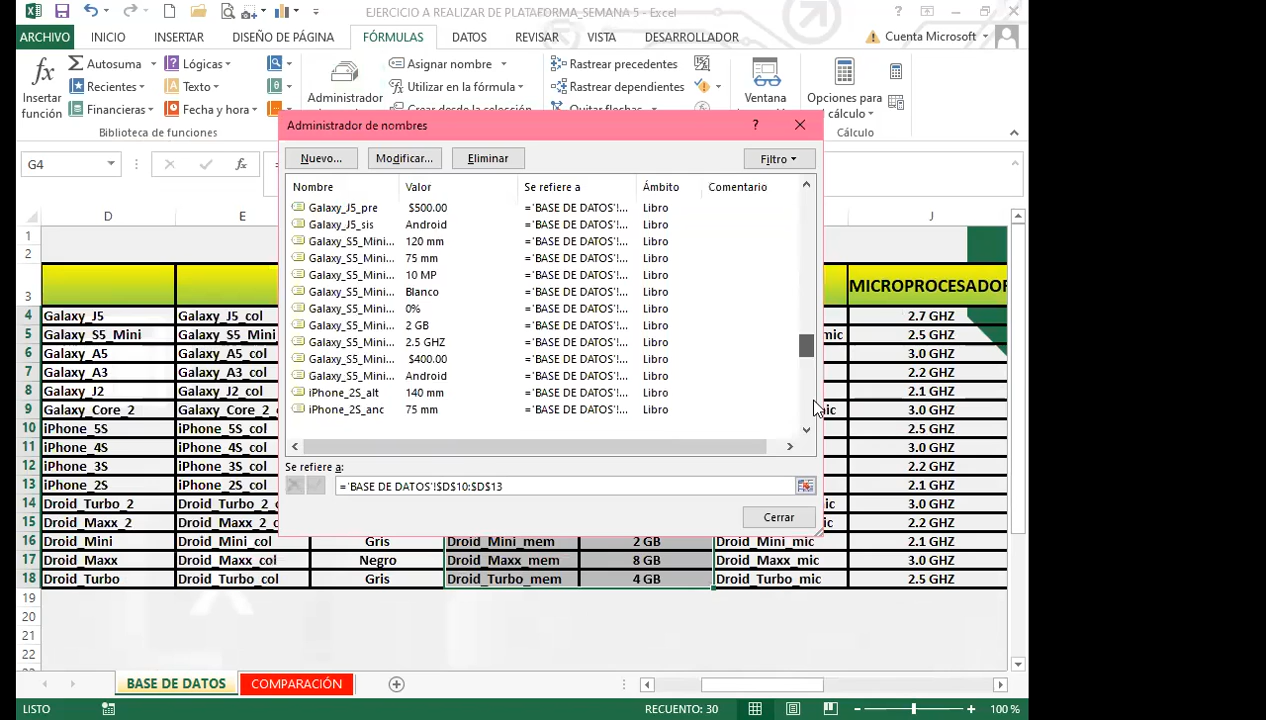 EJERCICIO A REALIZAR DE PLATAFORMA_SEMANA 5 - Excel
ARCHIVO INICIO INSERTAR DISEÑO DE PÁGINA FÓRMULAS DATOS REVISAR VISTA DESARROLLADOR Cuenta Microsoft
Insertar función
Autosuma
Recientes
Financieras
Lógicas
Texto
Fecha y hora
Biblioteca de funciones
Administrador
Asignar nombre
Utilizar en la fórmula
Crear desde la selección
Rastrear precedentes
Rastrear dependientes
Quitar flechas
Ventana
Opciones para cálculo
Cálculo
G4
fx
Administrador de nombres
Nuevo... Modificar... Eliminar Filtro
Nombre Valor Se refiere a Ámbito Comentario
Galaxy_J5_pre $500.00 ='BASE DE DATOS'!... Libro
Galaxy_J5_sis Android ='BASE DE DATOS'!... Libro
Galaxy_S5_Mini... 120 mm ='BASE DE DATOS'!... Libro
Galaxy_S5_Mini... 75 mm ='BASE DE DATOS'!... Libro
Galaxy_S5_Mini... 10 MP ='BASE DE DATOS'!... Libro
Galaxy_S5_Mini... Blanco ='BASE DE DATOS'!... Libro
Galaxy_S5_Mini... 0% ='BASE DE DATOS'!... Libro
Galaxy_S5_Mini... 2 GB ='BASE DE DATOS'!... Libro
Galaxy_S5_Mini... 2.5 GHZ ='BASE DE DATOS'!... Libro
Galaxy_S5_Mini... $400.00 ='BASE DE DATOS'!... Libro
Galaxy_S5_Mini... Android ='BASE DE DATOS'!... Libro
iPhone_2S_alt 140 mm ='BASE DE DATOS'!... Libro
iPhone_2S_anc 75 mm ='BASE DE DATOS'!... Libro
Se refiere a:
='BASE DE DATOS'!$D$10:$D$13
Cerrar
D E J
1
2
3 MICROPROCESADOR
4 Galaxy_J5 Galaxy_J5_col 2.7 GHZ
5 Galaxy_S5_Mini Galaxy_S5_Mini 2.5 GHZ
6 Galaxy_A5 Galaxy_A5_col 3.0 GHZ
7 Galaxy_A3 Galaxy_A3_col 2.2 GHZ
8 Galaxy_J2 Galaxy_J2_col 2.1 GHZ
9 Galaxy_Core_2 Galaxy_Core_2_c 3.0 GHZ
10 iPhone_5S iPhone_5S_col 2.5 GHZ
11 iPhone_4S iPhone_4S_col 3.0 GHZ
12 iPhone_3S iPhone_3S_col 2.2 GHZ
13 iPhone_2S iPhone_2S_col 2.1 GHZ
14 Droid_Turbo_2 Droid_Turbo_2_c 3.0 GHZ
15 Droid_Maxx_2 Droid_Maxx_2_c 2.2 GHZ
16 Droid_Mini Droid_Mini_col Gris Droid_Mini_mem 2 GB Droid_Mini_mic 2.1 GHZ
17 Droid_Maxx Droid_Maxx_col Negro Droid_Maxx_mem 8 GB Droid_Maxx_mic 3.0 GHZ
18 Droid_Turbo Droid_Turbo_col Gris Droid_Turbo_mem 4 GB Droid_Turbo_mic 2.5 GHZ
19
20
21
22
BASE DE DATOS COMPARACIÓN
LISTO RECUENTO: 30 100 %